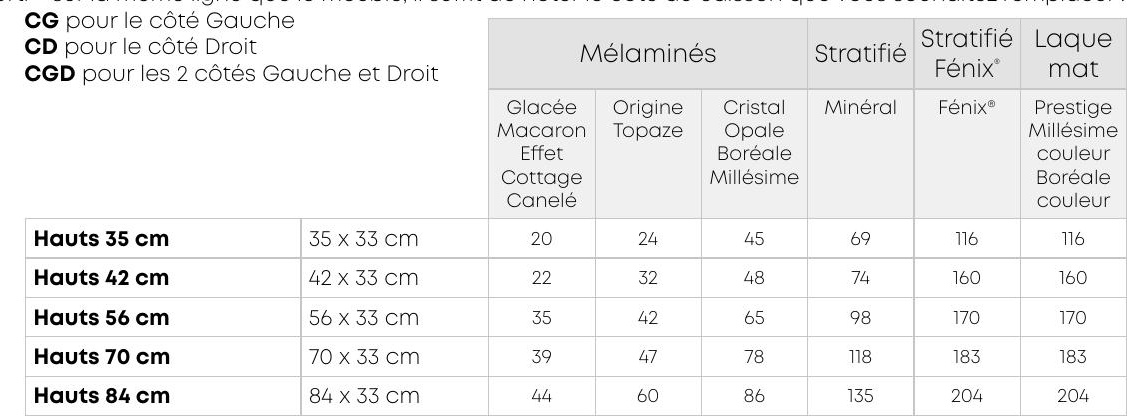 CG pour le côté Gauche
CD pour le côté Droit
CGD pour les 2 côtés Gauche et Droit
Mélaminés Stratifié Stratifié Fénix® Laque mat
Glacée Macaron Effet Cottage Canelé
Origine Topaze
Cristal Opale Boréale Millésime
Minéral
Fénix®
Prestige Millésime couleur Boréale couleur
Hauts 35 cm 35 x 33 cm 20 24 45 69 116 116
Hauts 42 cm 42 x 33 cm 22 32 48 74 160 160
Hauts 56 cm 56 x 33 cm 35 42 65 98 170 170
Hauts 70 cm 70 x 33 cm 39 47 78 118 183 183
Hauts 84 cm 84 x 33 cm 44 60 86 135 204 204